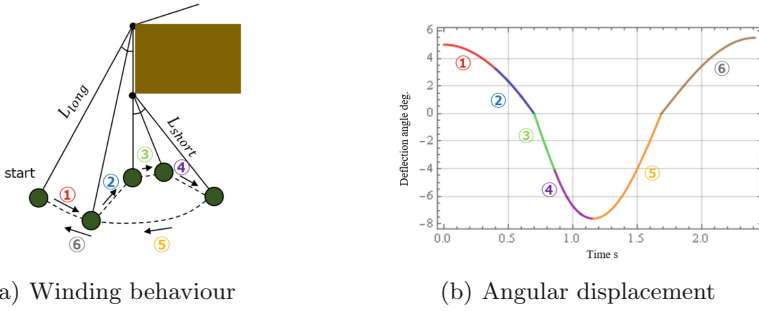 L_long
L_short
start
①
②
③
④
⑤
⑥
Deflection angle deg.
6
4
2
0
−2
−4
−6
−8
①
②
③
④
⑤
⑥
0.0 0.5 1.0 1.5 2.0
Time s
a) Winding behaviour
(b) Angular displacement